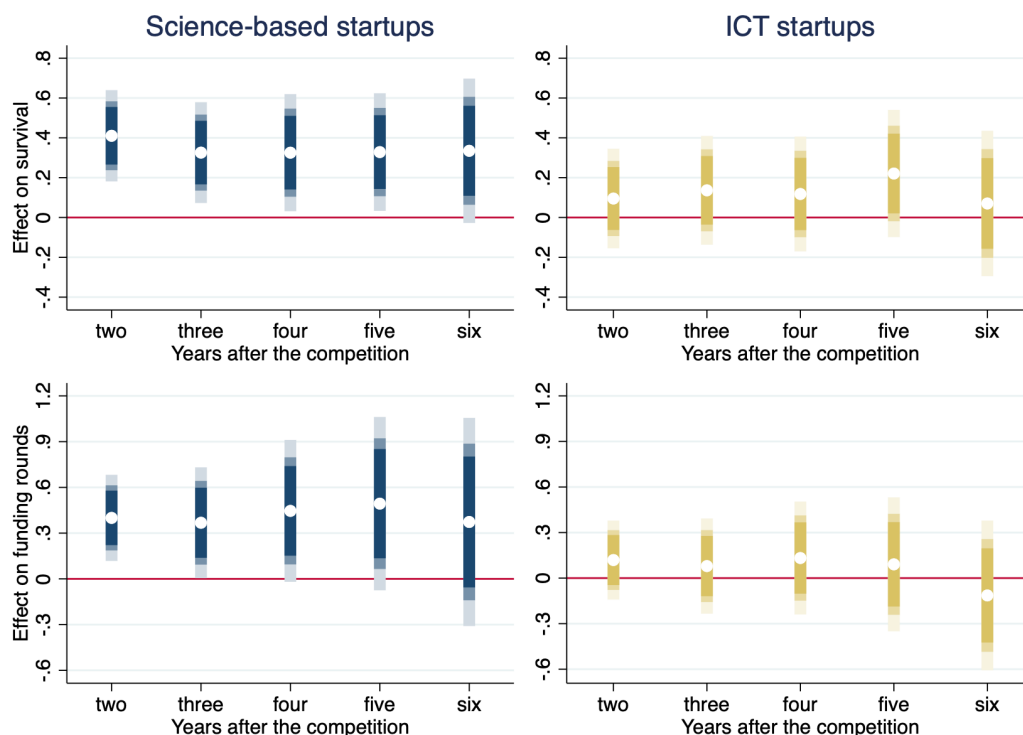 Science-based startups
Effect on survival
.8
.6
.4
.2
0
-.2
-.4
two three four five six
Years after the competition
ICT startups
.8
.6
.4
.2
0
-.2
-.4
two three four five six
Years after the competition
Effect on funding rounds
1.2
.9
.6
.3
0
-.3
-.6
two three four five six
Years after the competition
1.2
.9
.6
.3
0
-.3
-.6
two three four five six
Years after the competition